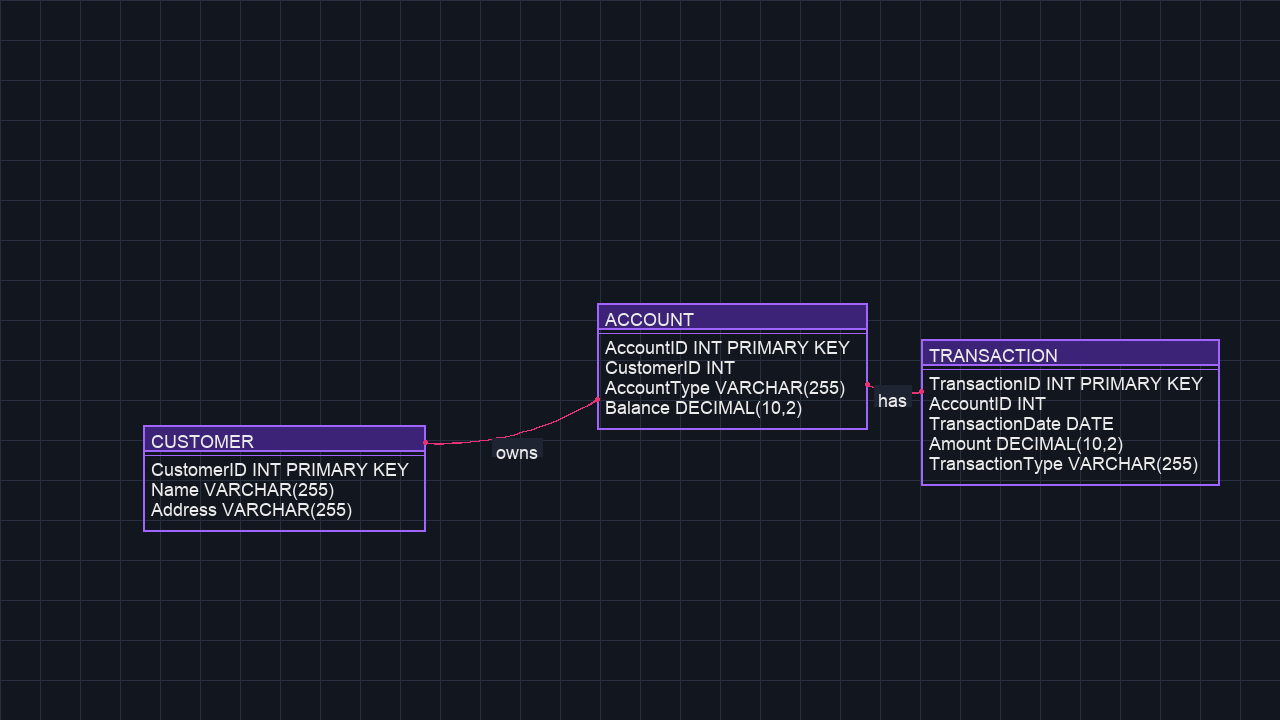 CUSTOMER
CustomerID INT PRIMARY KEY
Name VARCHAR(255)
Address VARCHAR(255)
owns
ACCOUNT
AccountID INT PRIMARY KEY
CustomerID INT
AccountType VARCHAR(255)
Balance DECIMAL(10,2)
has
TRANSACTION
TransactionID INT PRIMARY KEY
AccountID INT
TransactionDate DATE
Amount DECIMAL(10,2)
TransactionType VARCHAR(255)